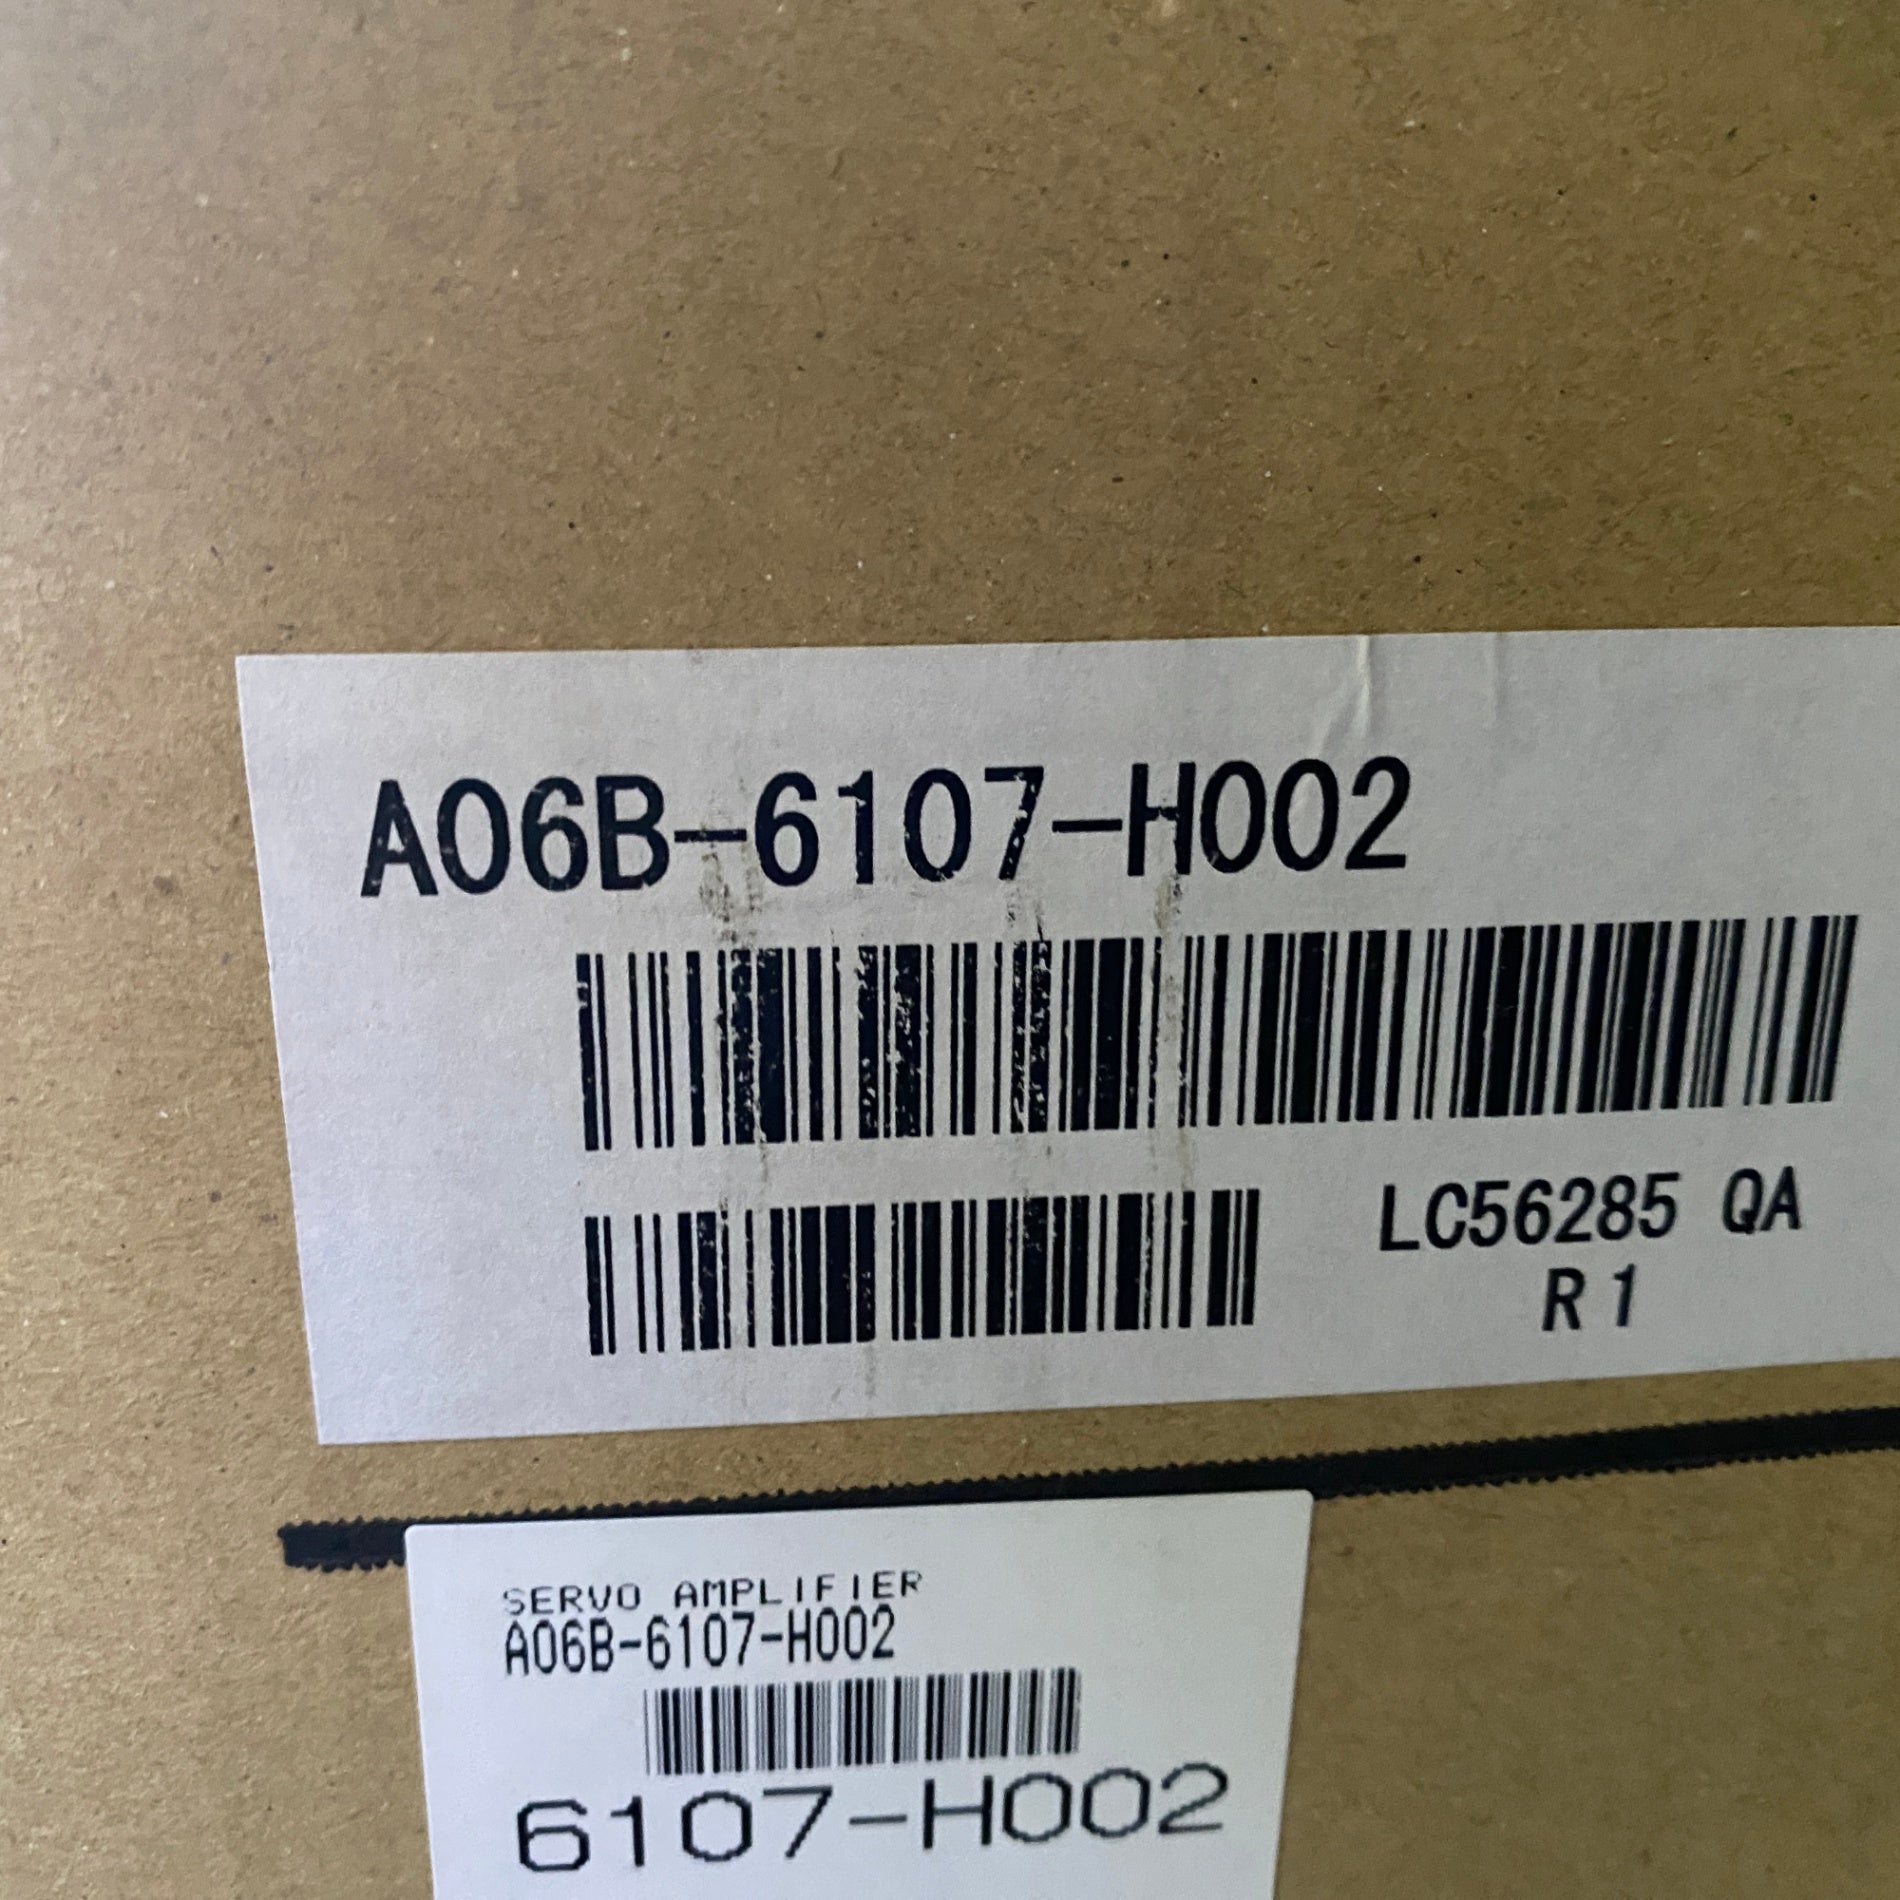 A06B-6107-H002
LC56285 QA
R1
SERVO AMPLIFIER
A06B-6107-H002
6107-H002